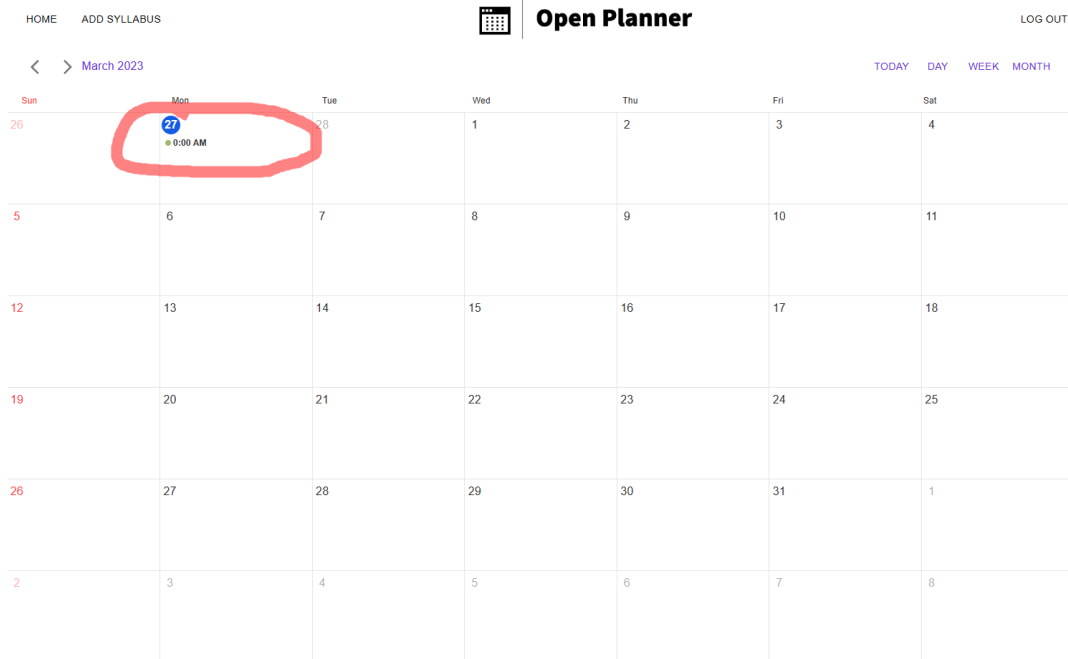 HOME ADD SYLLABUS Open Planner LOG OUT
March 2023 TODAY DAY WEEK MONTH
Sun Mon Tue Wed Thu Fri Sat
26 27 28 1 2 3 4
0:00 AM
5 6 7 8 9 10 11
12 13 14 15 16 17 18
19 20 21 22 23 24 25
26 27 28 29 30 31 1
2 3 4 5 6 7 8